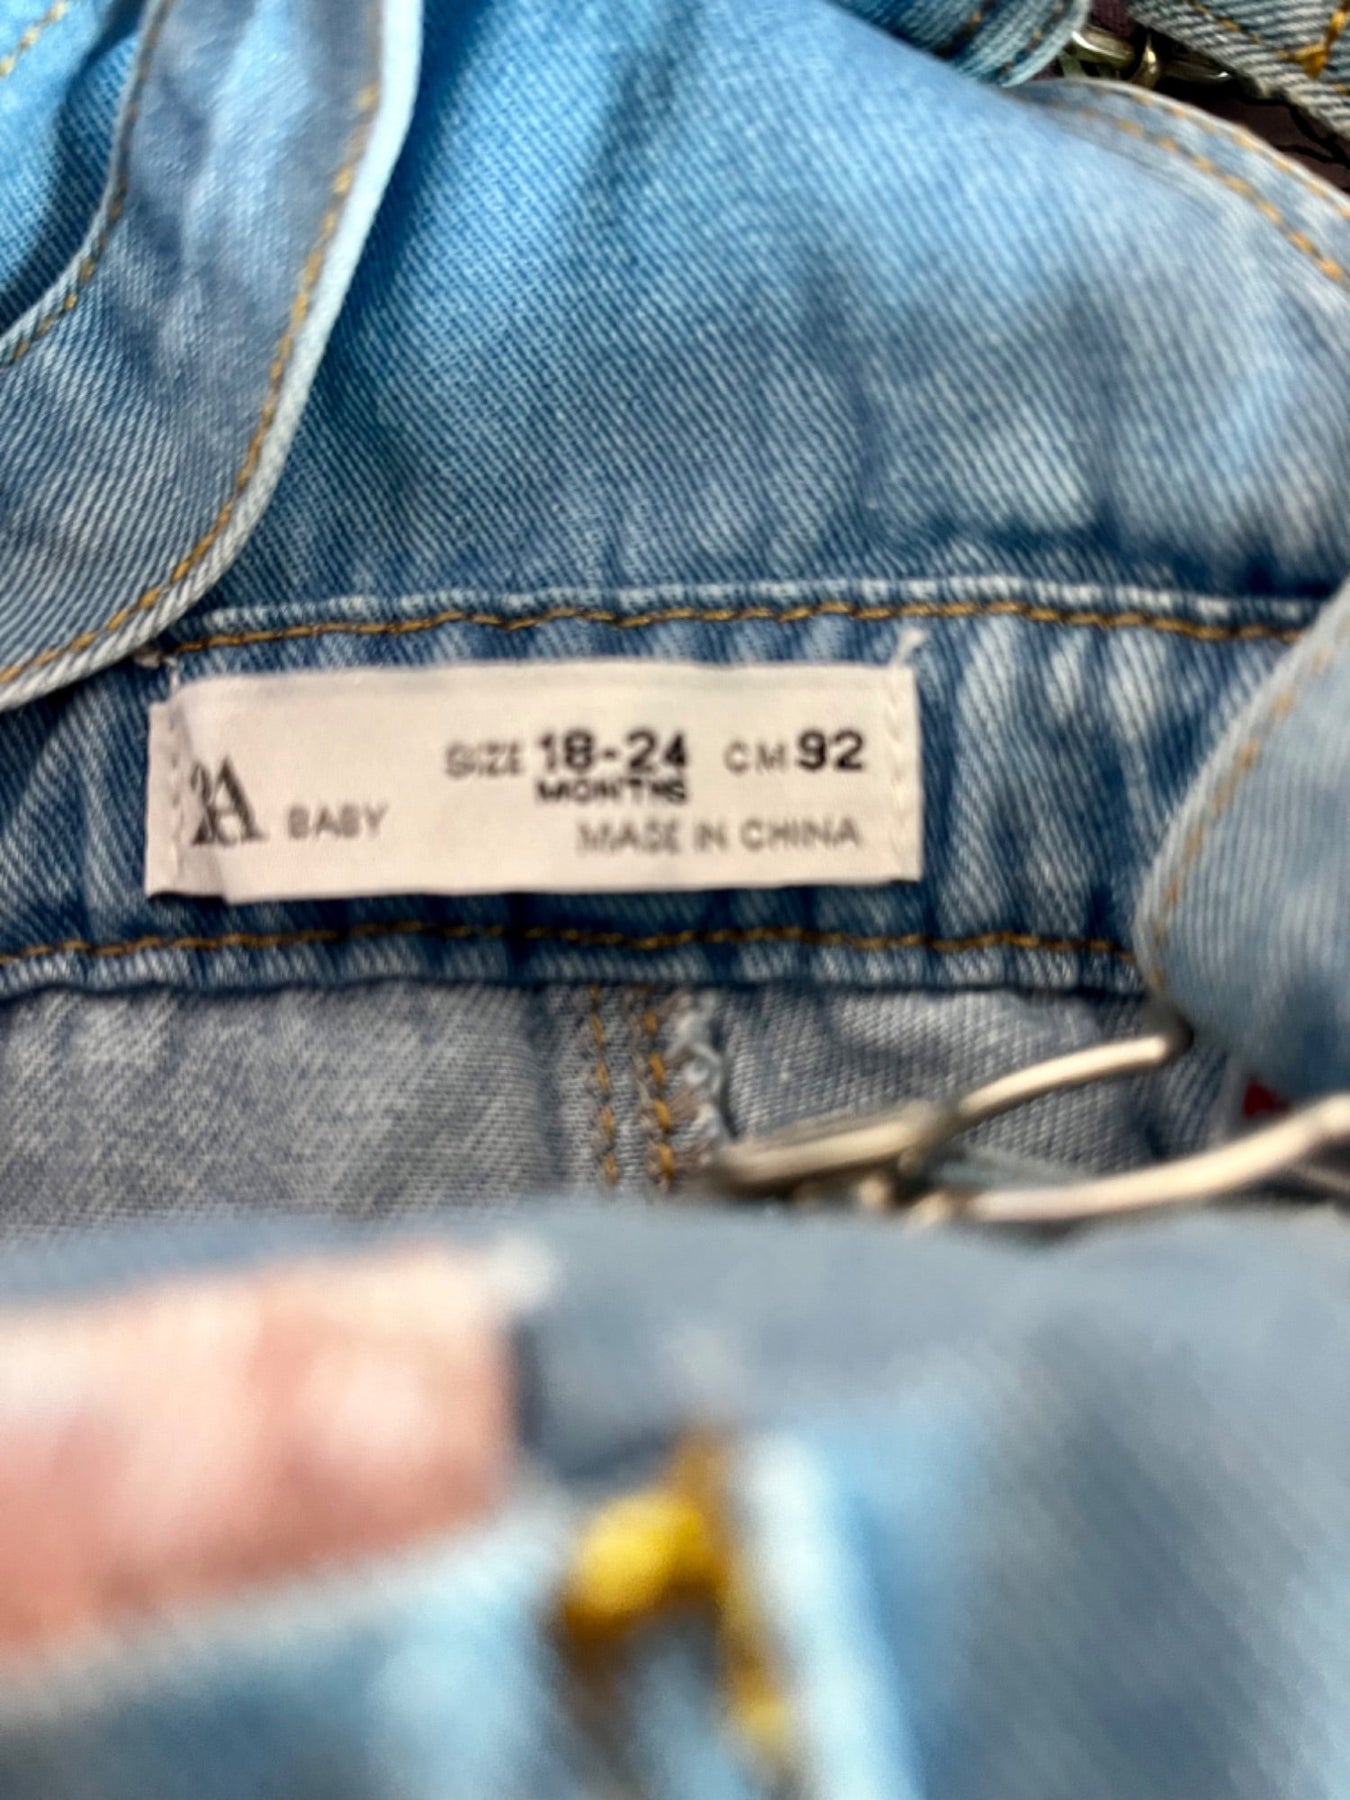 SIZE 18-24 CM 92
MONTHS
BABY
MADE IN CHINA